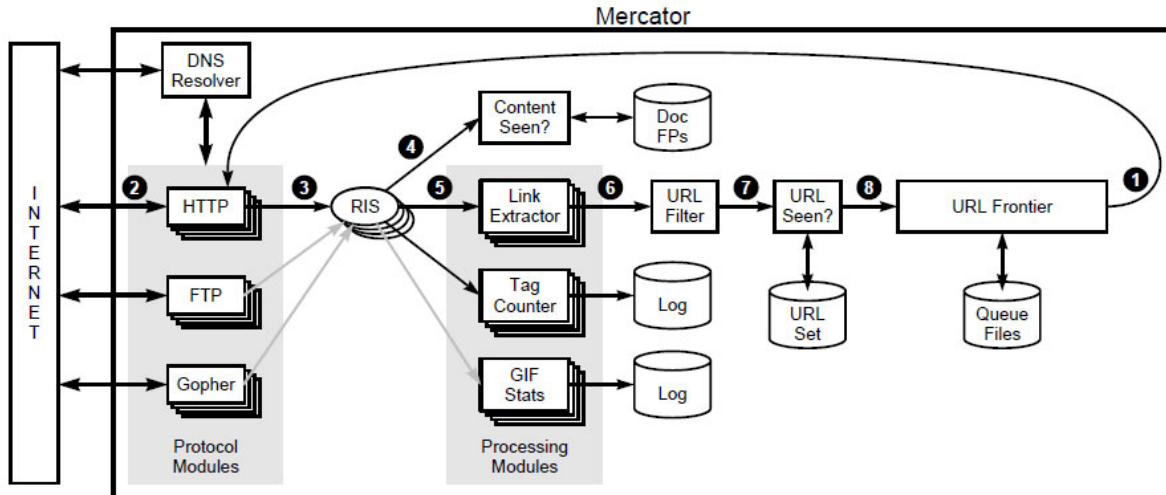 Mercator
DNS
Resolver
Content
Seen?
Doc
FPs
4
1
2
HTTP
3
RIS
5
Link
Extractor
6
URL
Filter
7
URL
Seen?
8
URL Frontier
INTERNET
FTP
Tag
Counter
Log
URL
Set
Queue
Files
Gopher
GIF
Stats
Log
Protocol
Modules
Processing
Modules